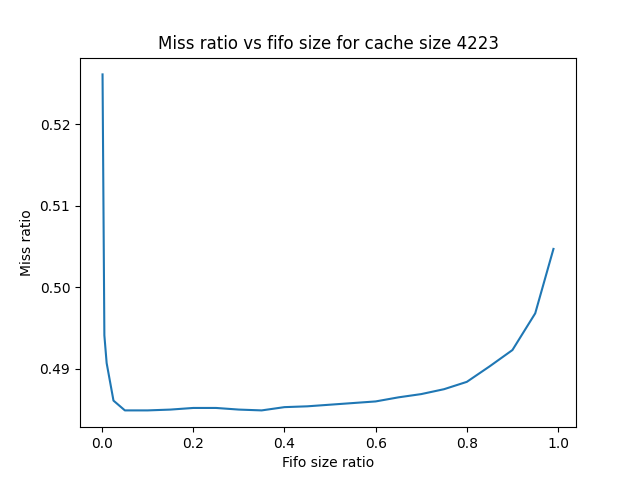 Miss ratio vs fifo size for cache size 4223
0.52
0.51
0.50
0.49
Miss ratio
0.0 0.2 0.4 0.6 0.8 1.0
Fifo size ratio